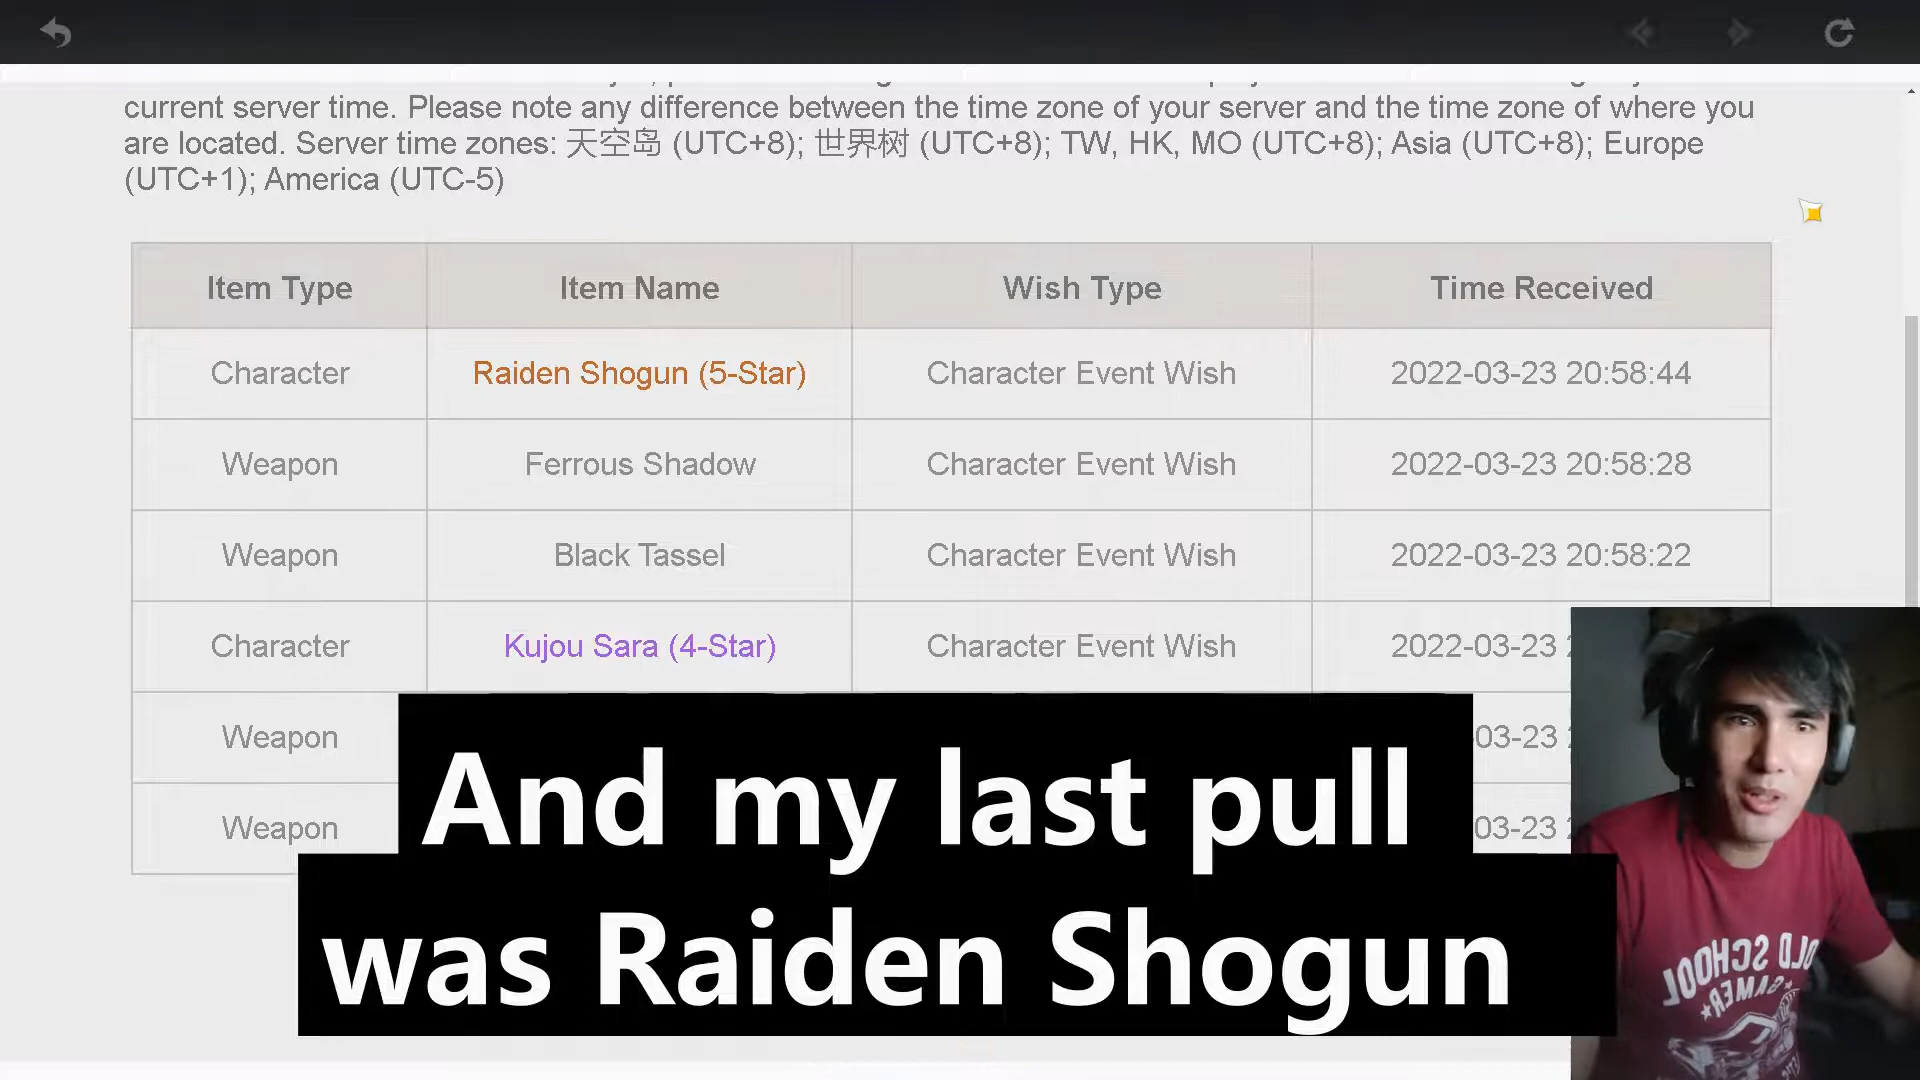 current server time. Please note any difference between the time zone of your server and the time zone of where you
are located. Server time zones: 天空岛 (UTC+8); 世界树 (UTC+8); TW, HK, MO (UTC+8); Asia (UTC+8); Europe
(UTC+1); America (UTC-5)
Item Type Item Name Wish Type Time Received
Character Raiden Shogun (5-Star) Character Event Wish 2022-03-23 20:58:44
Weapon Ferrous Shadow Character Event Wish 2022-03-23 20:58:28
Weapon Black Tassel Character Event Wish 2022-03-23 20:58:22
Character Kujou Sara (4-Star) Character Event Wish 2022-03-23
Weapon 03-23
Weapon 03-23
And my last pull
was Raiden Shogun
OLD SCHOOL
GAMER